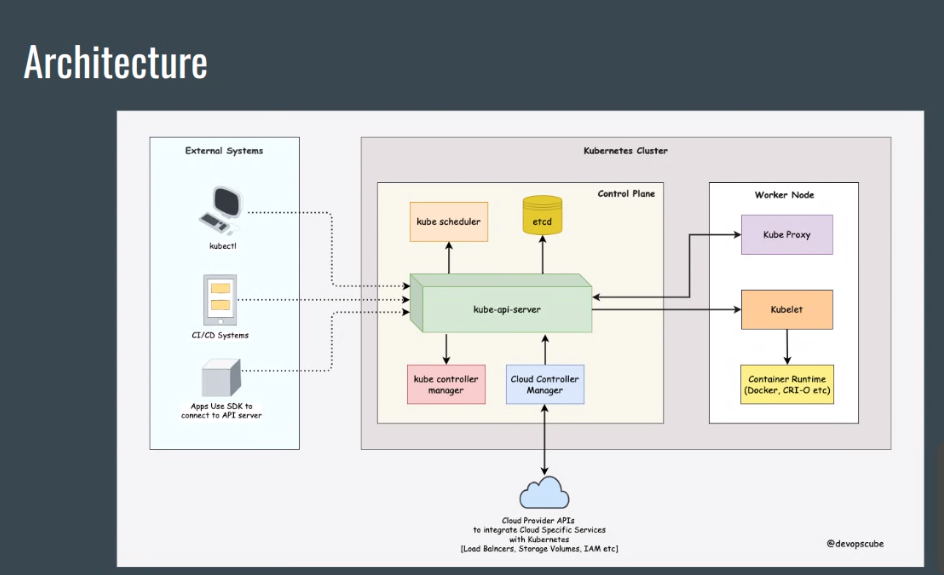 Architecture
External Systems
kubectl
CI/CD Systems
Apps Use SDK to
connect to API server
Kubernetes Cluster
Control Plane
kube scheduler
etcd
kube-api-server
kube controller
manager
Cloud Controller
Manager
Worker Node
Kube Proxy
Kubelet
Container Runtime
(Docker, CRI-O etc)
Cloud Provider APIs
to integrate Cloud Specific Services
with Kubernetes
[Load Balncers, Storage Volumes, IAM etc]
@devopscube